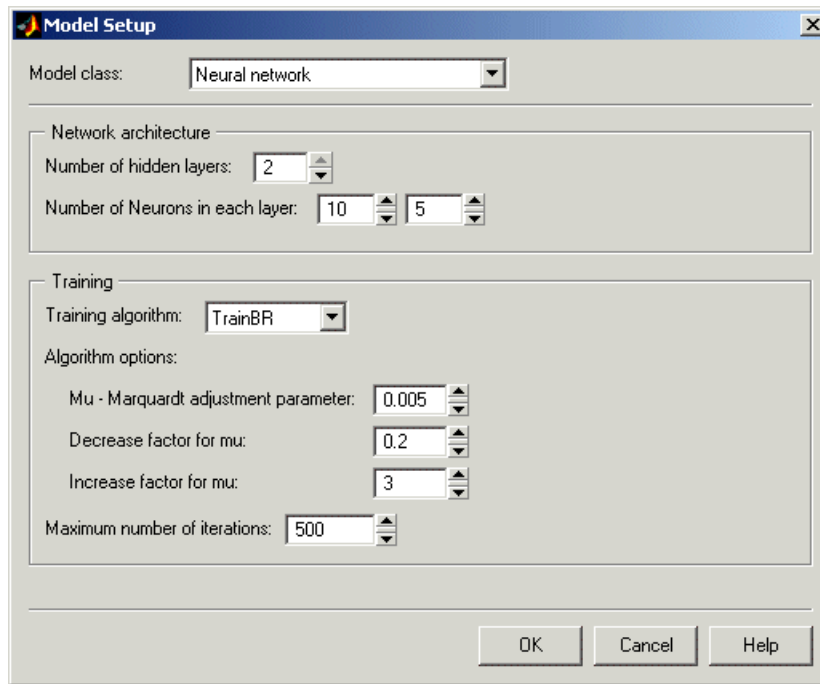 Model Setup
Model class: Neural network
Network architecture
Number of hidden layers: 2
Number of Neurons in each layer: 10 5
Training
Training algorithm: TrainBR
Algorithm options:
Mu - Marquardt adjustment parameter: 0.005
Decrease factor for mu: 0.2
Increase factor for mu: 3
Maximum number of iterations: 500
OK Cancel Help